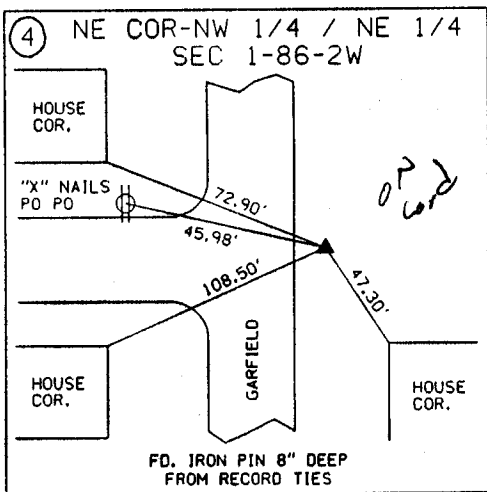 ④ NE COR-NW 1/4 / NE 1/4
SEC 1-86-2W
HOUSE
COR.
"X" NAILS
PO PO
72.90'
45.98'
108.50'
47.30'
GARFIELD
HOUSE
COR.
HOUSE
COR.
FD. IRON PIN 8" DEEP
FROM RECORD TIES